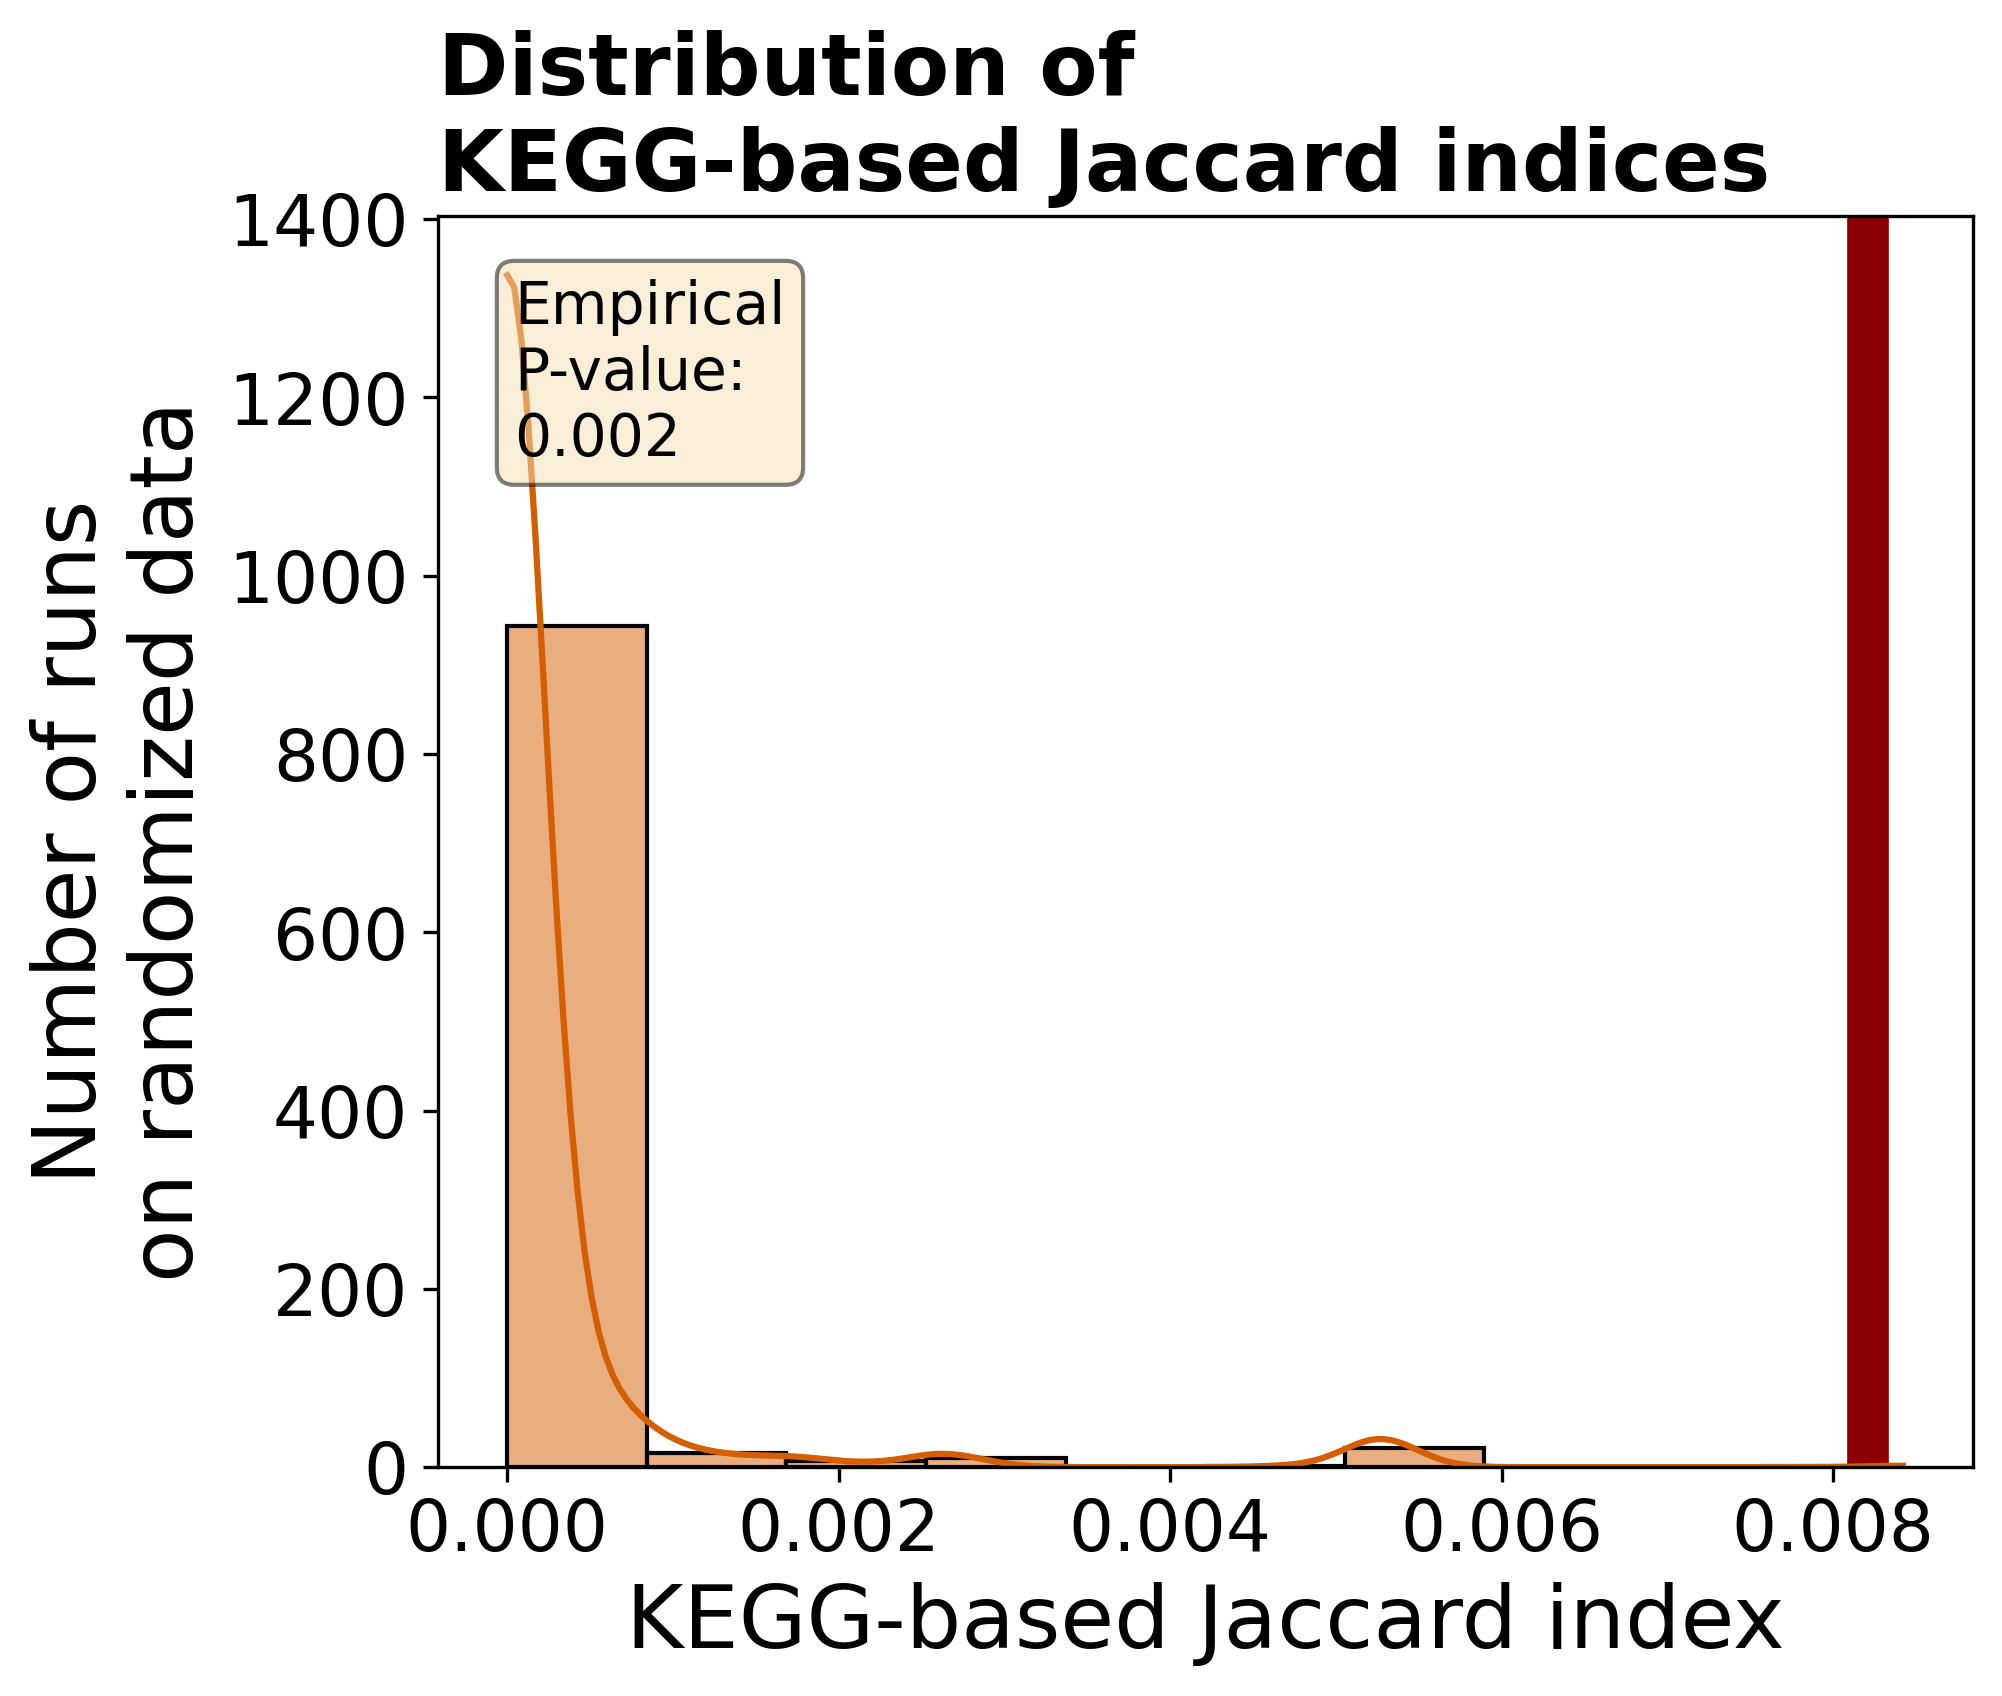 Distribution of
KEGG-based Jaccard indices
Number of runs
on randomized data
1400
1200
1000
800
600
400
200
0
Empirical
P-value:
0.002
0.000 0.002 0.004 0.006 0.008
KEGG-based Jaccard index